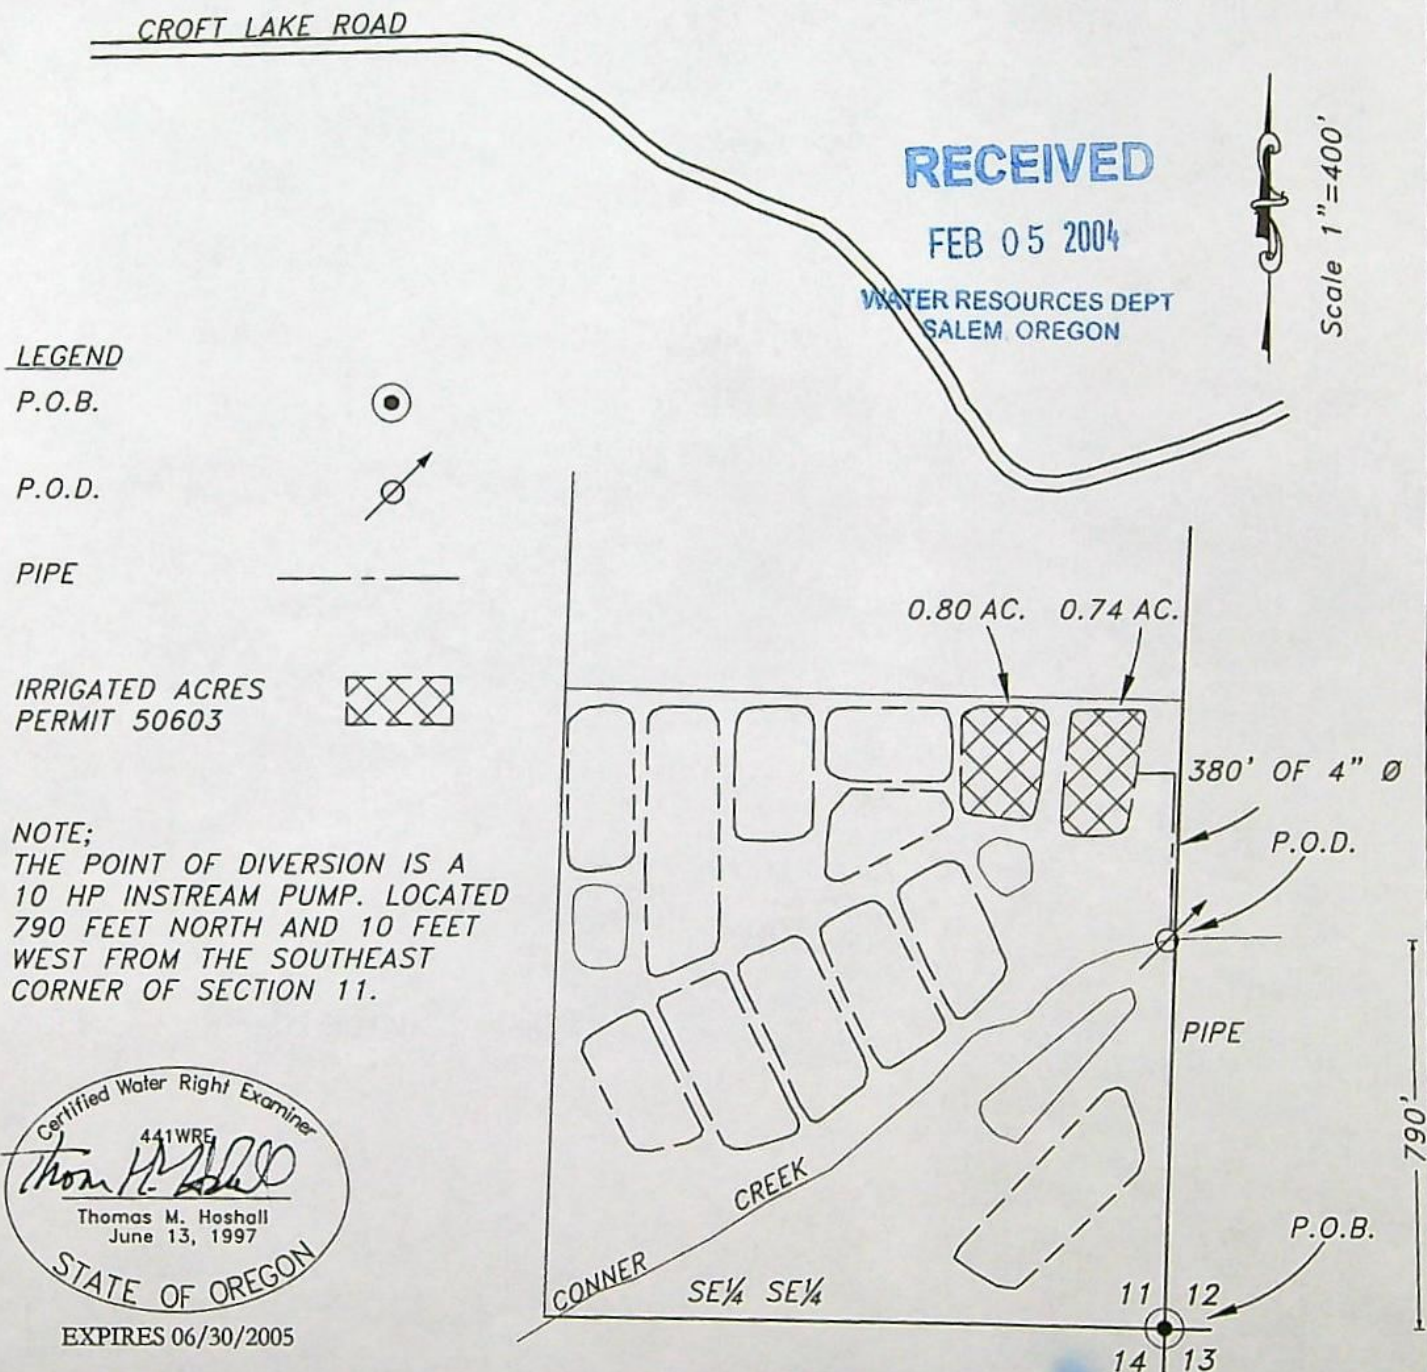 CROFT LAKE ROAD
RECEIVED
FEB 05 2004
WATER RESOURCES DEPT
SALEM, OREGON
Scale 1"=400'
LEGEND
P.O.B.
P.O.D.
PIPE
IRRIGATED ACRES
PERMIT 50603
0.80 AC. 0.74 AC.
380' OF 4" Ø
P.O.D.
NOTE;
THE POINT OF DIVERSION IS A
10 HP INSTREAM PUMP. LOCATED
790 FEET NORTH AND 10 FEET
WEST FROM THE SOUTHEAST
CORNER OF SECTION 11.
PIPE
790'
CONNER CREEK
SE¼ SE¼
P.O.B.
11 12
14 13
Certified Water Right Examiner
441WRE
Thomas M. Hoshall
June 13, 1997
STATE OF OREGON
EXPIRES 06/30/2005